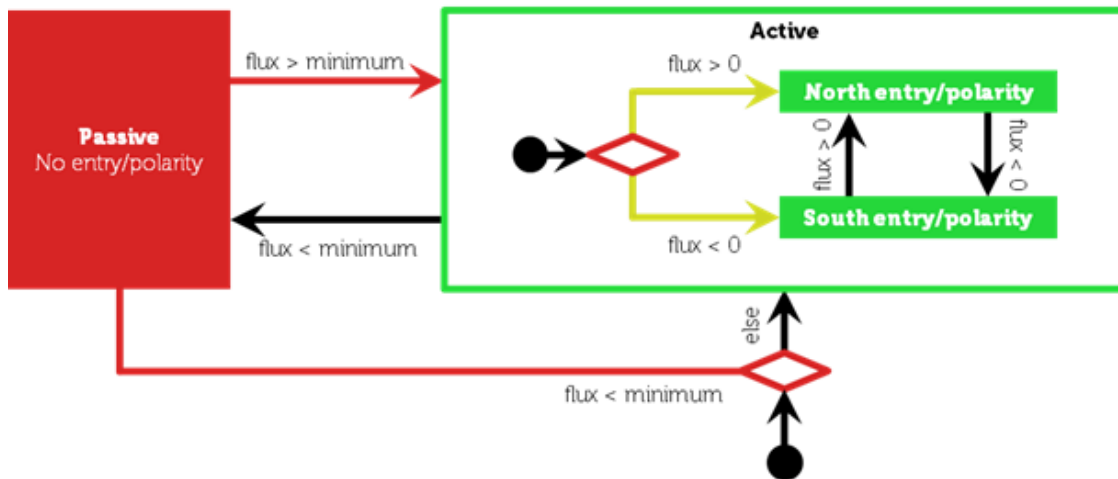 Active
flux > minimum
flux > 0
North entry/polarity
Passive
No entry/polarity
flux > 0
flux < 0
South entry/polarity
flux < minimum
flux < 0
else
flux < minimum